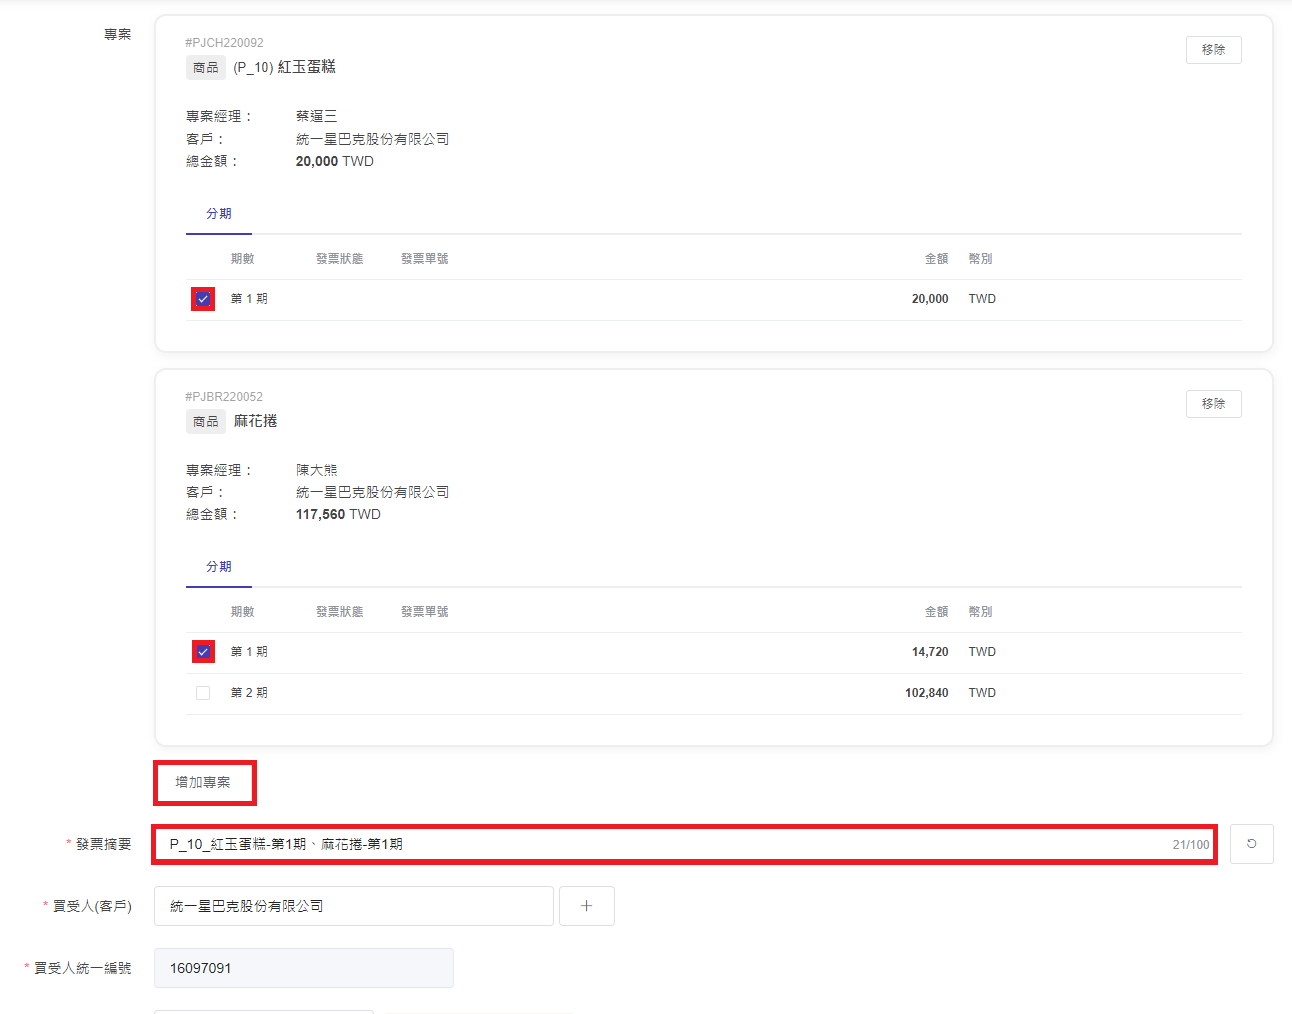 專案
#PJCH220092
移除
商品 (P_10) 紅玉蛋糕
專案經理： 蔡逼三
客戶： 統一星巴克股份有限公司
總金額： 20,000 TWD
分期
期數 發票狀態 發票單號 金額 幣別
第 1 期 20,000 TWD
#PJBR220052
移除
商品 麻花捲
專案經理： 陳大熊
客戶： 統一星巴克股份有限公司
總金額： 117,560 TWD
分期
期數 發票狀態 發票單號 金額 幣別
第 1 期 14,720 TWD
第 2 期 102,840 TWD
增加專案
* 發票摘要 P_10_紅玉蛋糕-第1期、麻花捲-第1期 21/100
* 買受人(客戶) 統一星巴克股份有限公司 +
* 買受人統一編號 16097091